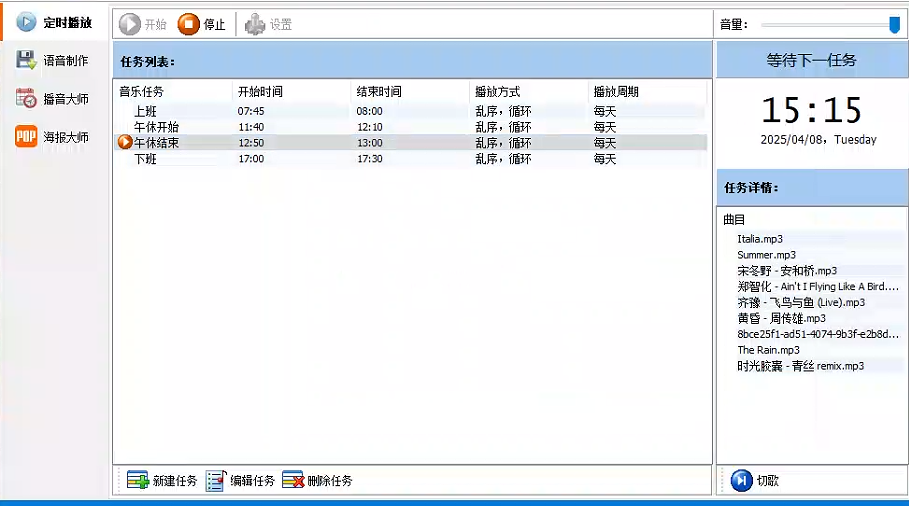 定时播放
语音制作
播音大师
POP 海报大师
开始 停止 设置
音量:
任务列表:
音乐任务 开始时间 结束时间 播放方式 播放周期
上班 07:45 08:00 乱序，循环 每天
午休开始 11:40 12:10 乱序，循环 每天
午休结束 12:50 13:00 乱序，循环 每天
下班 17:00 17:30 乱序，循环 每天
新建任务 编辑任务 删除任务
等待下一任务
15:15
2025/04/08，Tuesday
任务详情:
曲目
Italia.mp3
Summer.mp3
宋冬野 - 安和桥.mp3
郑智化 - Ain't I Flying Like A Bird....
齐豫 - 飞鸟与鱼 (Live).mp3
黄昏 - 周传雄.mp3
8bce25f1-ad51-4074-9b3f-e2b8d...
The Rain.mp3
时光胶囊 - 青丝 remix.mp3
切歌